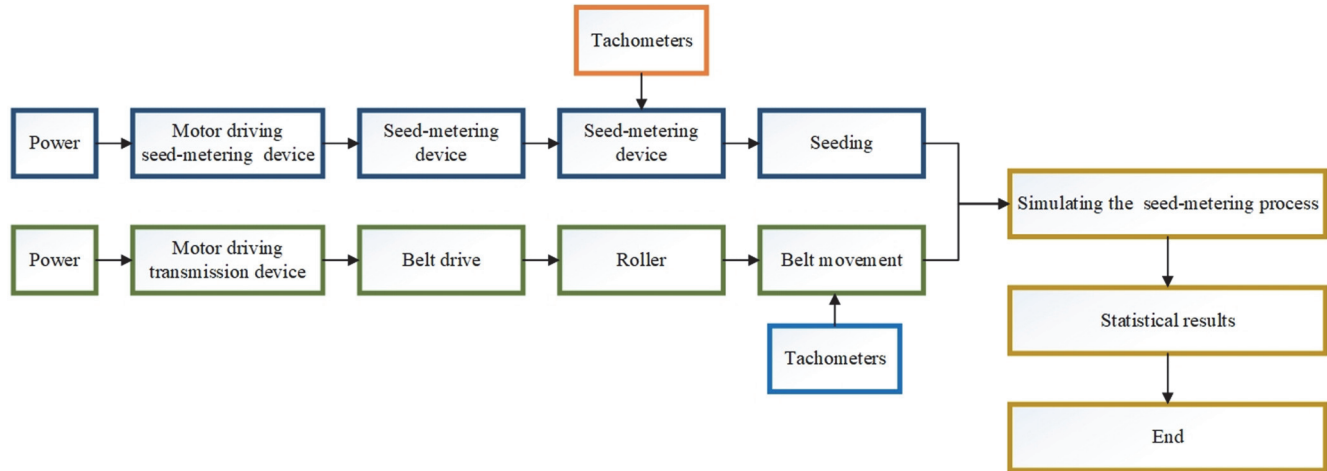 Tachometers
Power
Motor driving
seed-metering device
Seed-metering
device
Seed-metering
device
Seeding
Simulating the seed-metering process
Power
Motor driving
transmission device
Belt drive
Roller
Belt movement
Statistical results
Tachometers
End